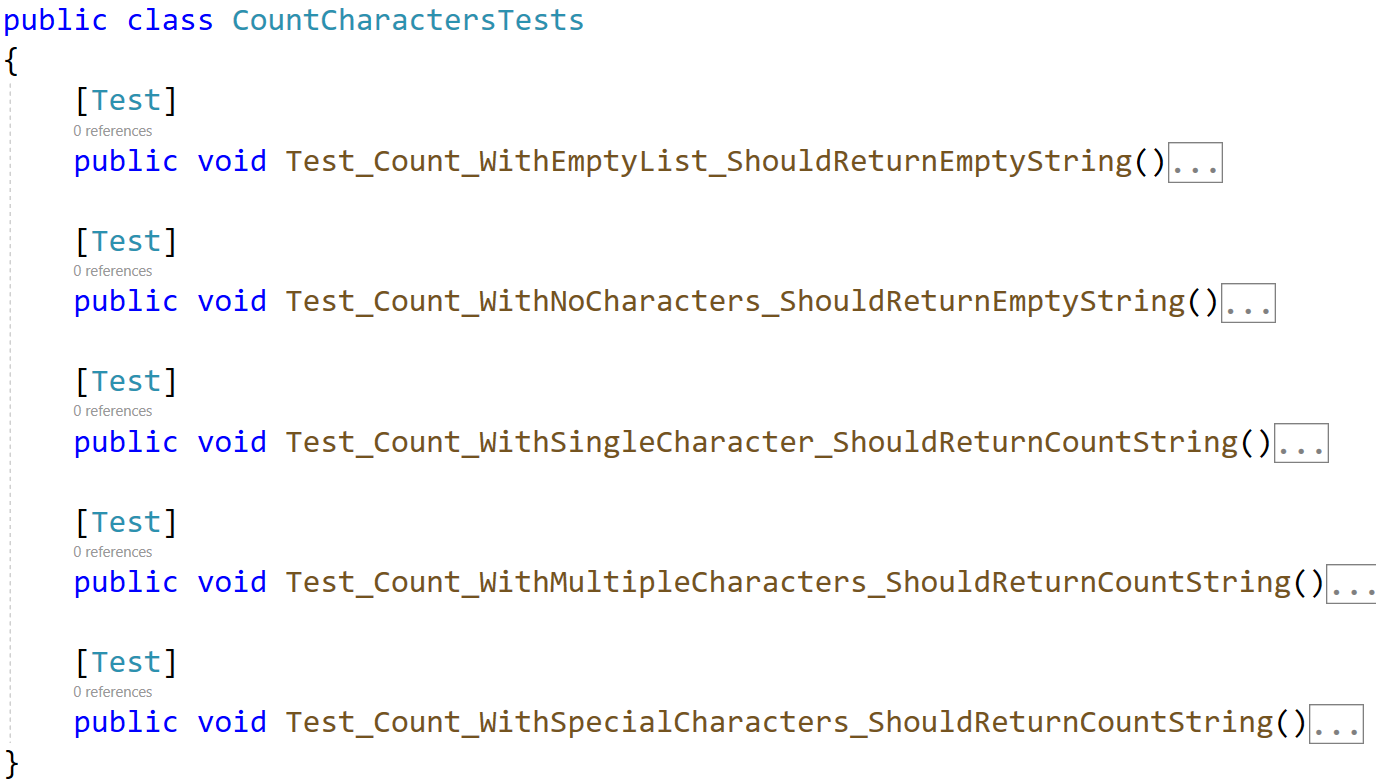 public class CountCharactersTests
{
[Test]
0 references
public void Test_Count_WithEmptyList_ShouldReturnEmptyString()...
[Test]
0 references
public void Test_Count_WithNoCharacters_ShouldReturnEmptyString()...
[Test]
0 references
public void Test_Count_WithSingleCharacter_ShouldReturnCountString()...
[Test]
0 references
public void Test_Count_WithMultipleCharacters_ShouldReturnCountString()...
[Test]
0 references
public void Test_Count_WithSpecialCharacters_ShouldReturnCountString()...
}